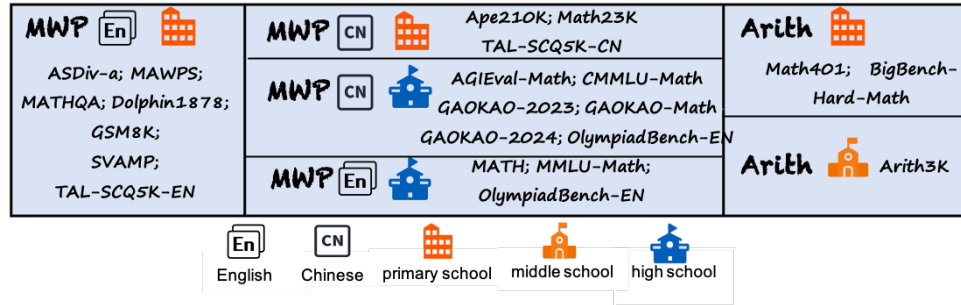 MWP En
ASDiv-a; MAWPS;
MATHQA; Dolphin1878;
GSM8K;
SVAMP;
TAL-SCQ5K-EN
MWP CN
Ape210K; Math23K
TAL-SCQ5K-CN
MWP CN
AGIEval-Math; CMMLU-Math
GAOKAO-2023; GAOKAO-Math
GAOKAO-2024; OlympiadBench-EN
MWP En
MATH; MMLU-Math;
OlympiadBench-EN
Arith
Math401; BigBench-
Hard-Math
Arith Arith3K
En CN
English Chinese primary school middle school high school